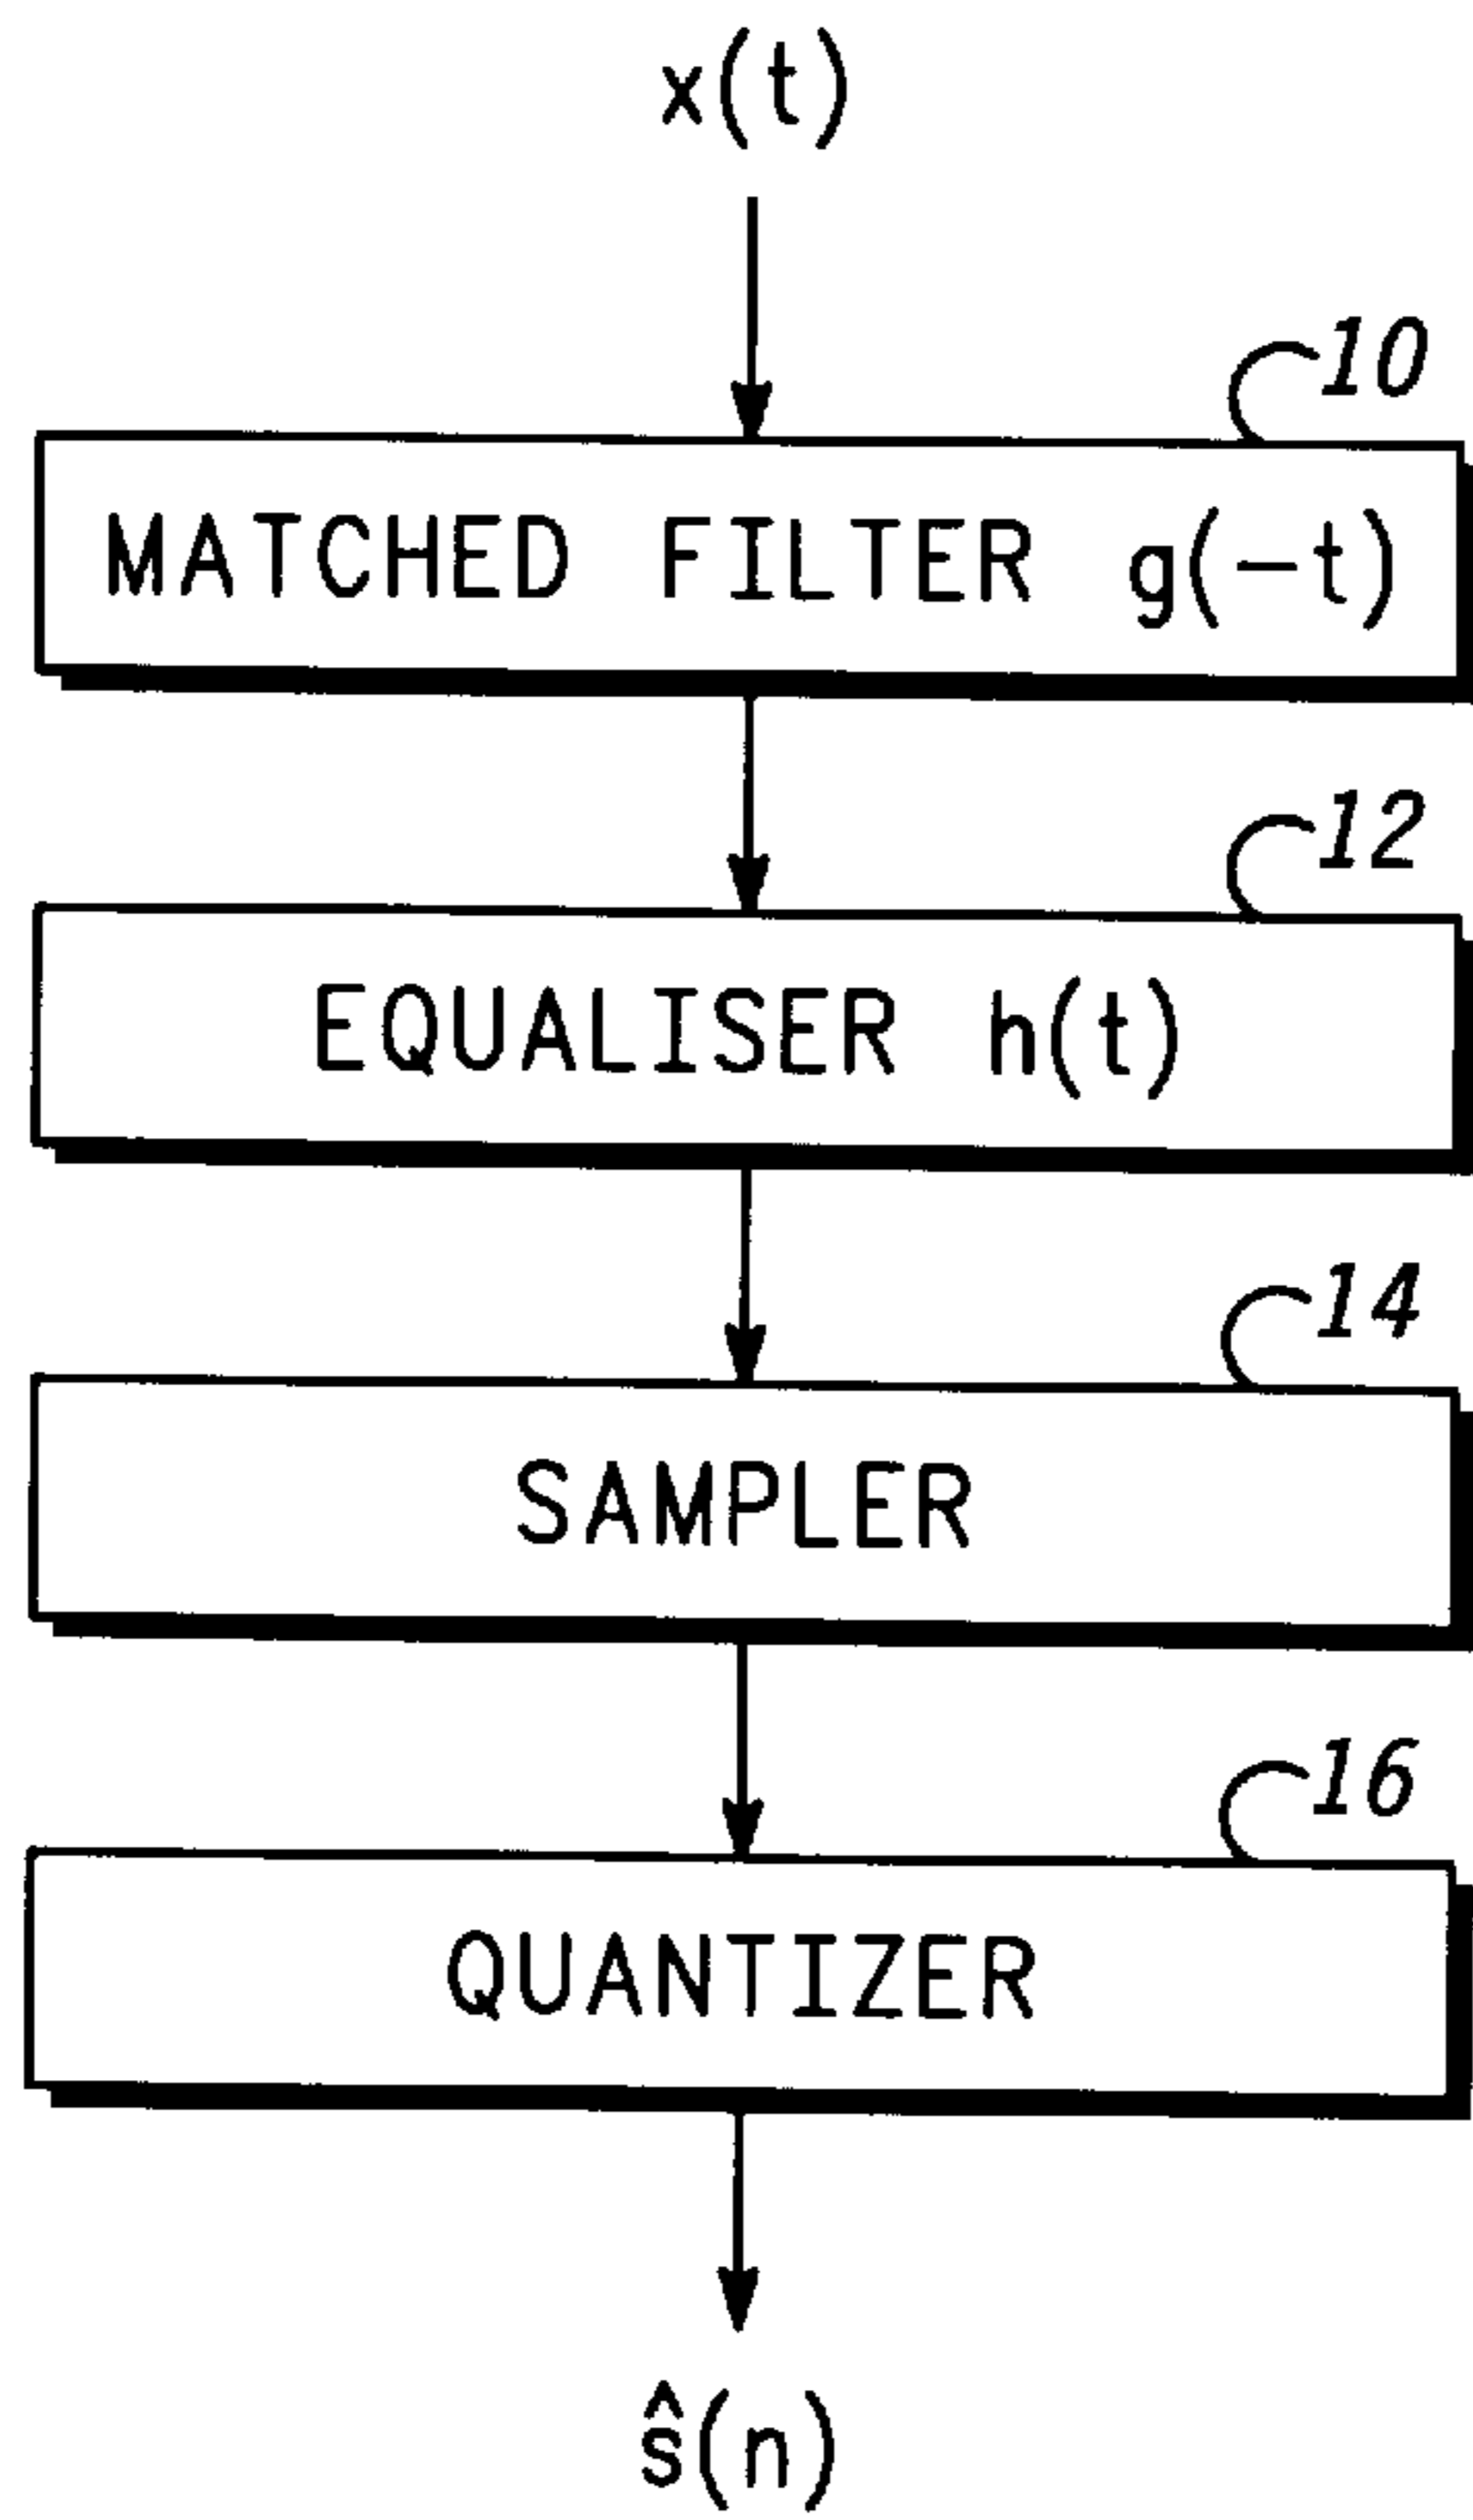 x(t)
10
MATCHED FILTER g(-t)
12
EQUALISER h(t)
14
SAMPLER
16
QUANTIZER
ŝ(n)